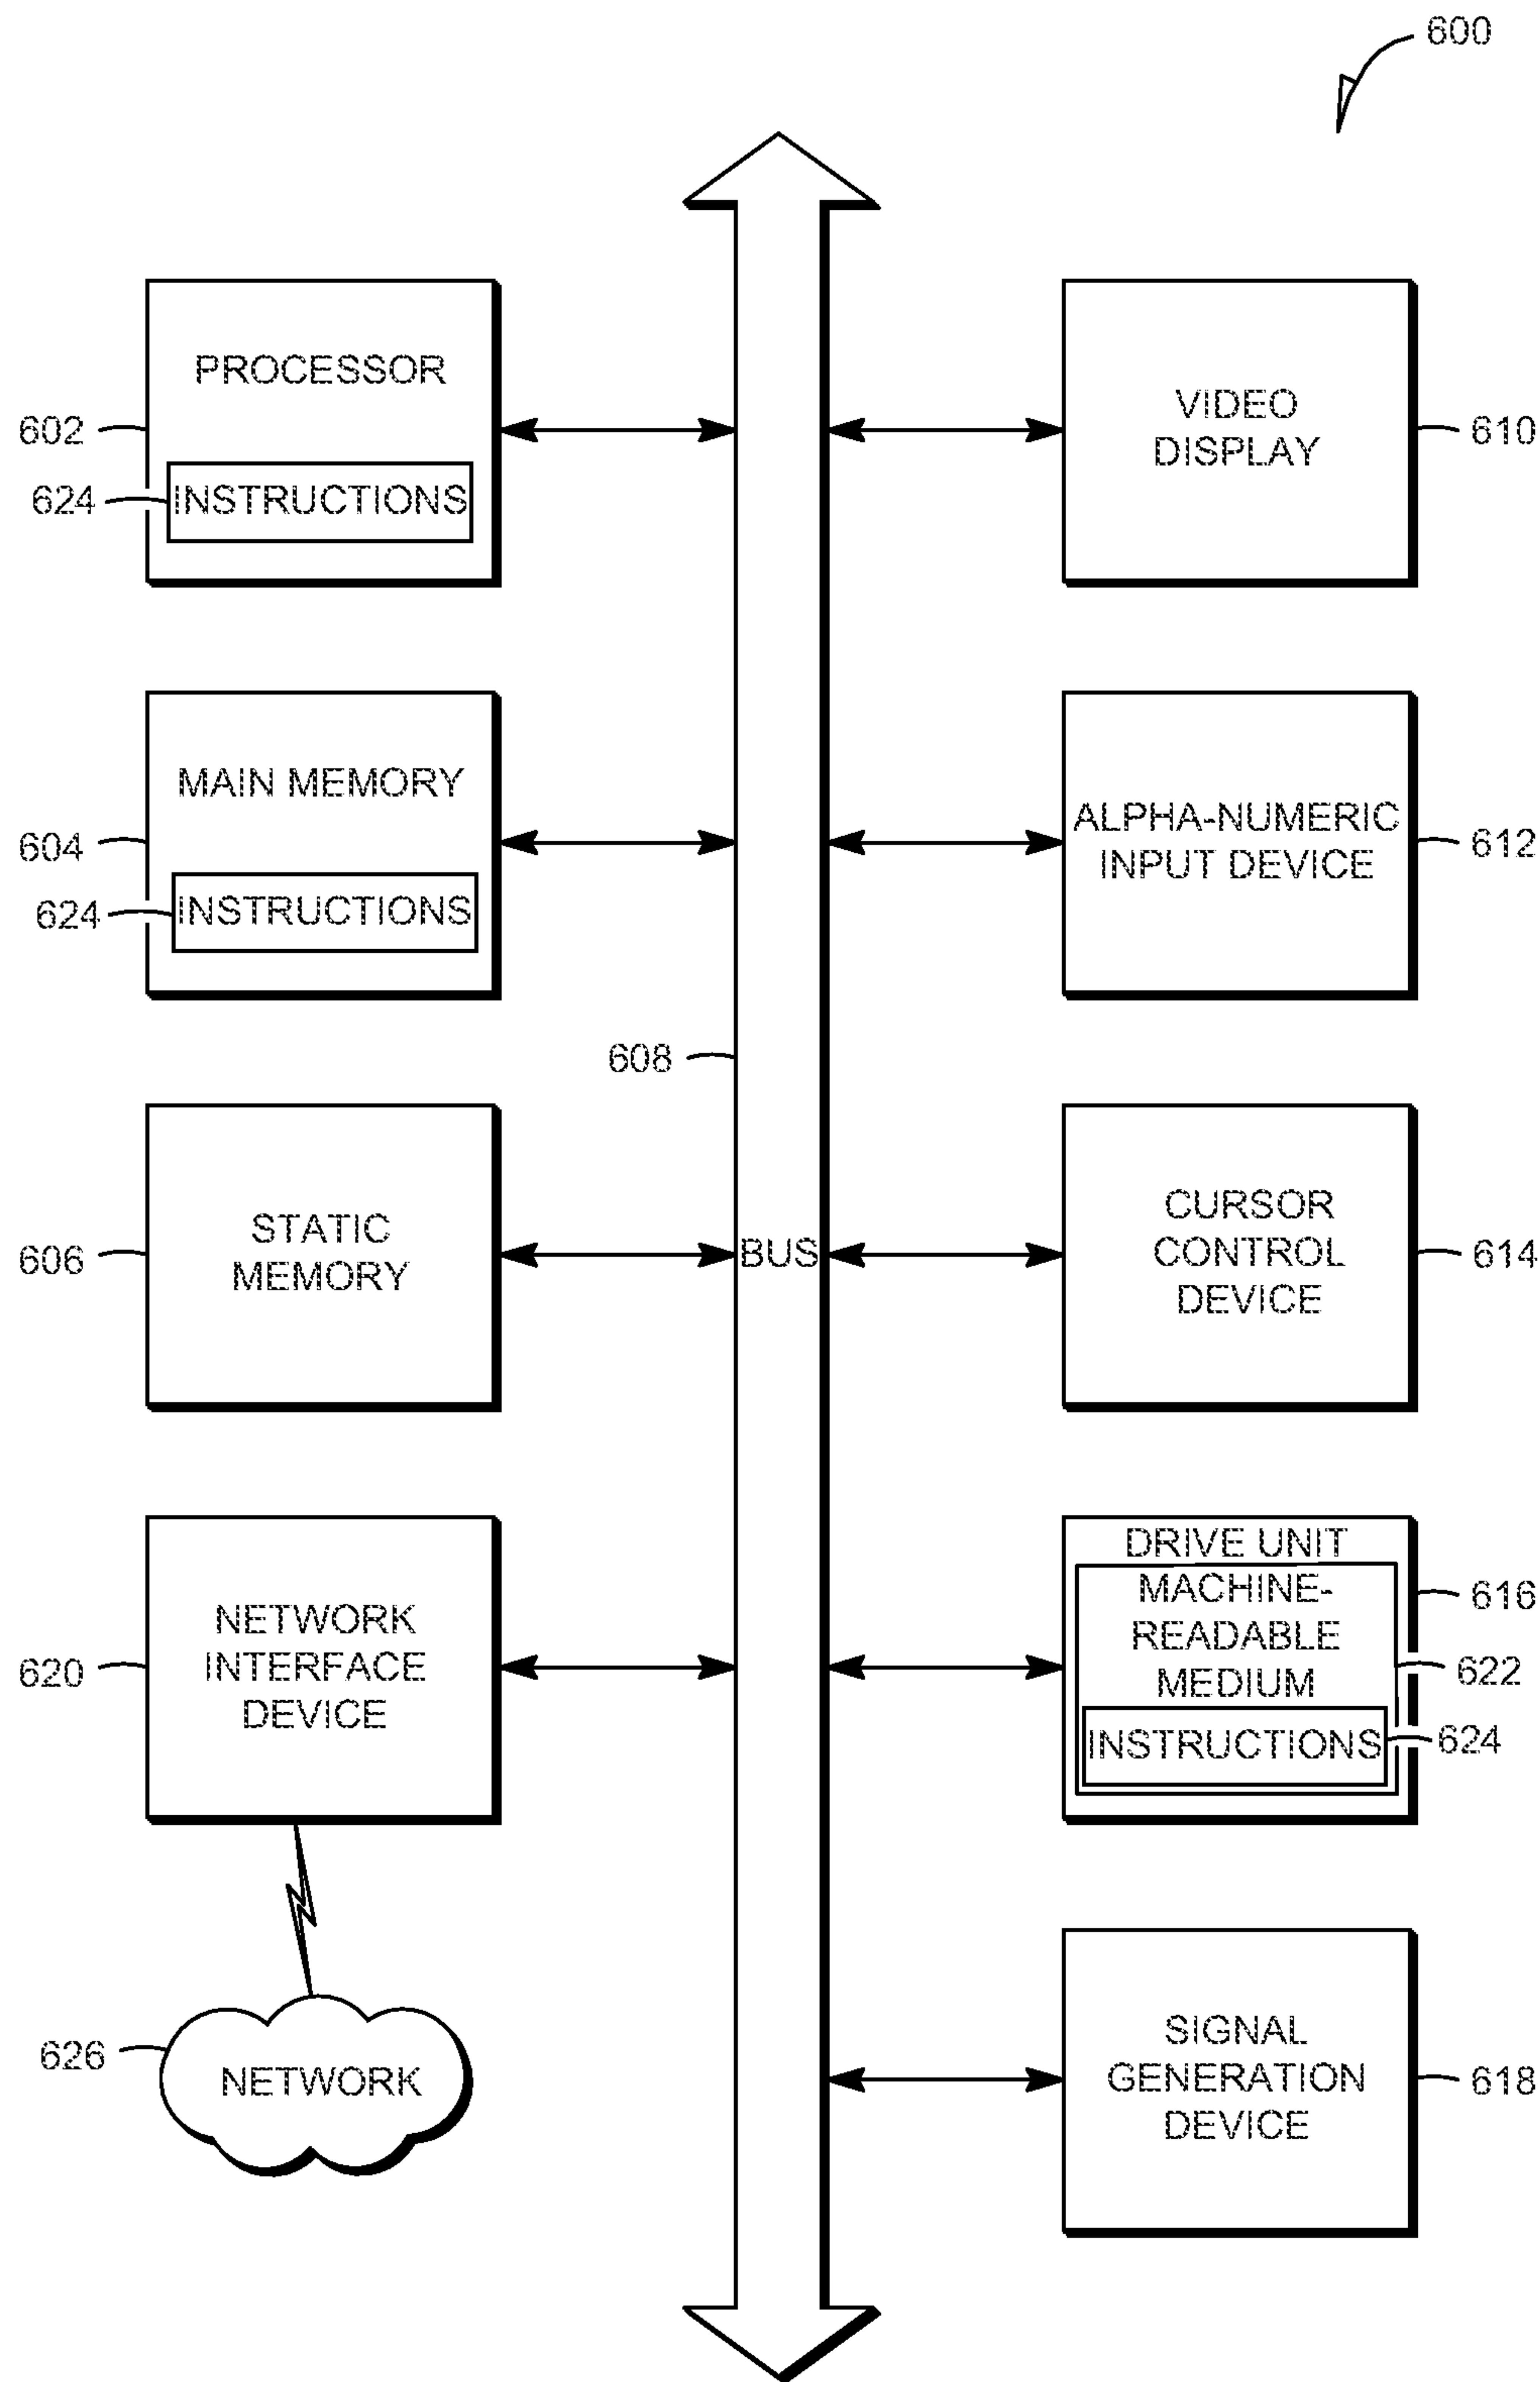 600
PROCESSOR
602
624
INSTRUCTIONS
VIDEO
DISPLAY
610
MAIN MEMORY
604
624
INSTRUCTIONS
ALPHA-NUMERIC
INPUT DEVICE
612
608
STATIC
MEMORY
606
BUS
CURSOR
CONTROL
DEVICE
614
NETWORK
INTERFACE
DEVICE
620
DRIVE UNIT
MACHINE-
READABLE
MEDIUM
INSTRUCTIONS
616
622
624
626
NETWORK
SIGNAL
GENERATION
DEVICE
618